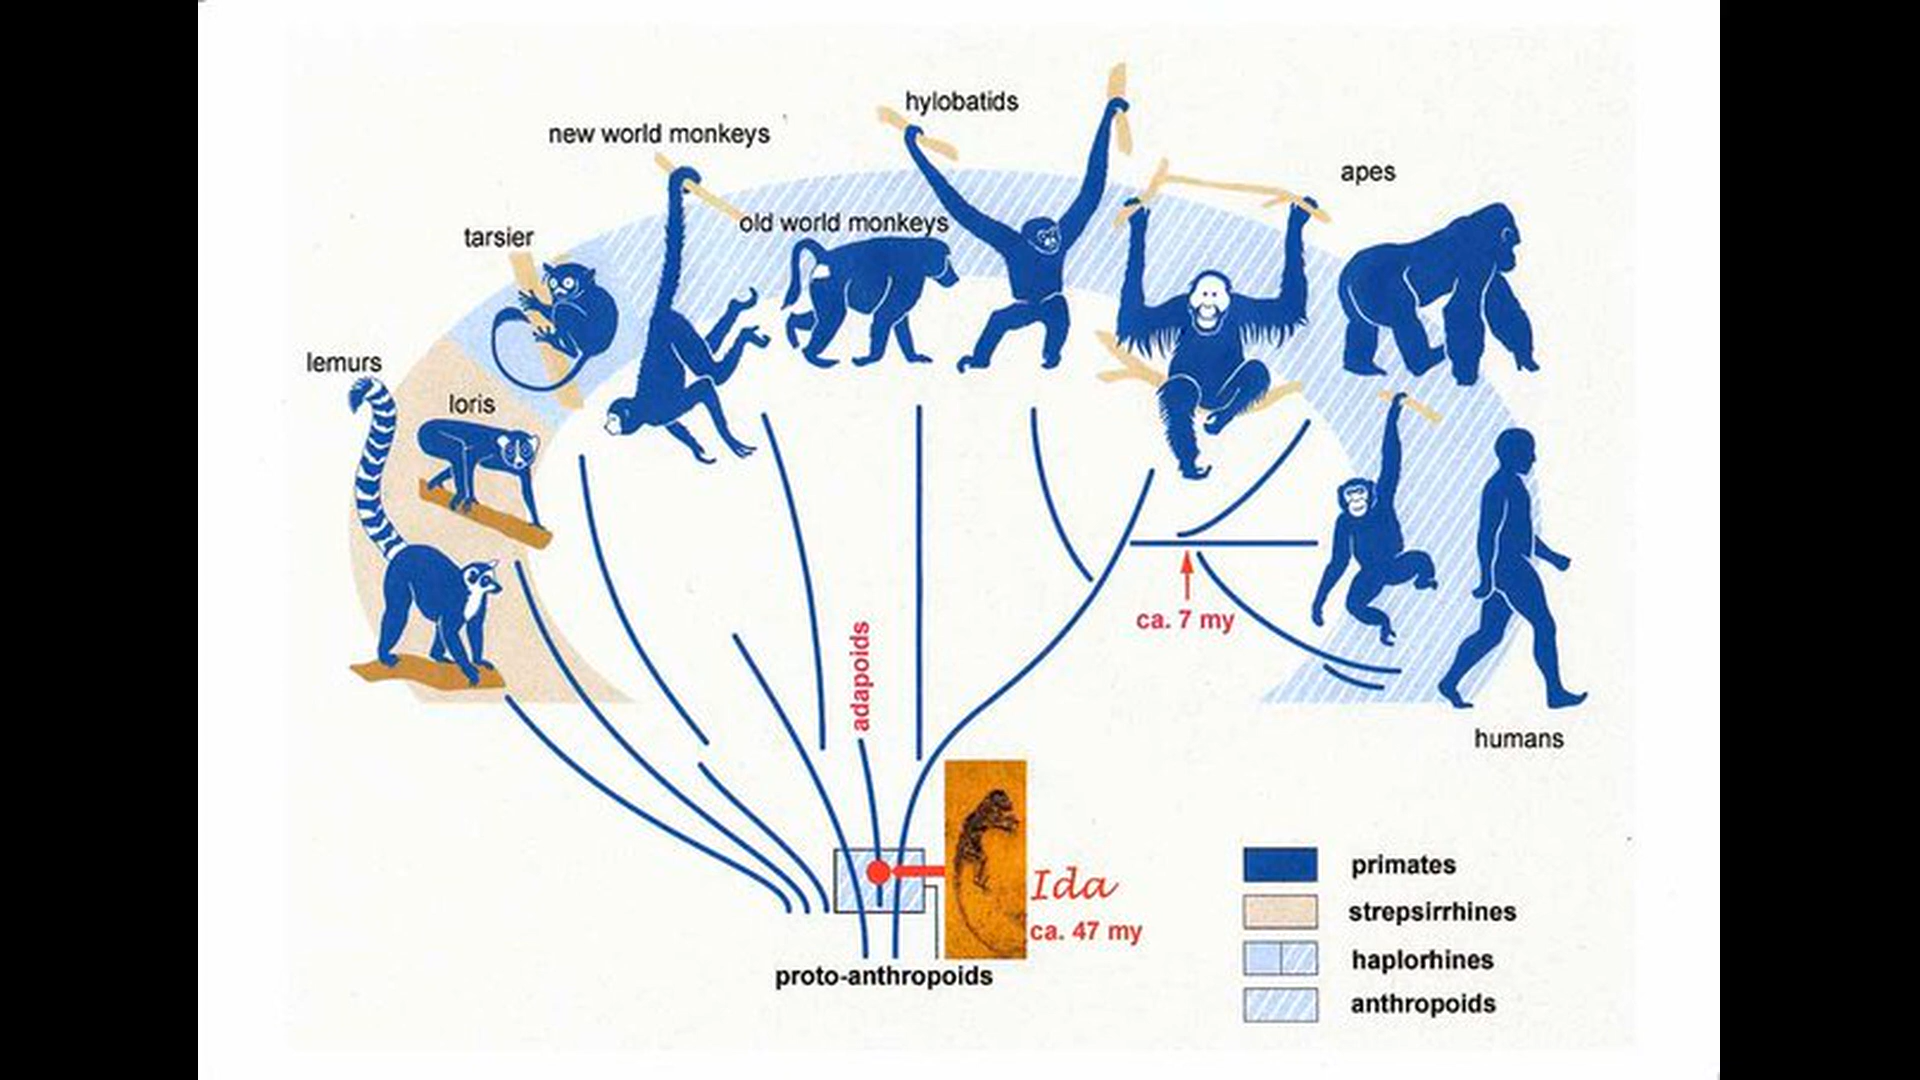 hylobatids
new world monkeys
apes
old world monkeys
tarsier
lemurs
loris
ca. 7 my
adapoids
humans
Ida
ca. 47 my
proto-anthropoids
primates
strepsirrhines
haplorhines
anthropoids